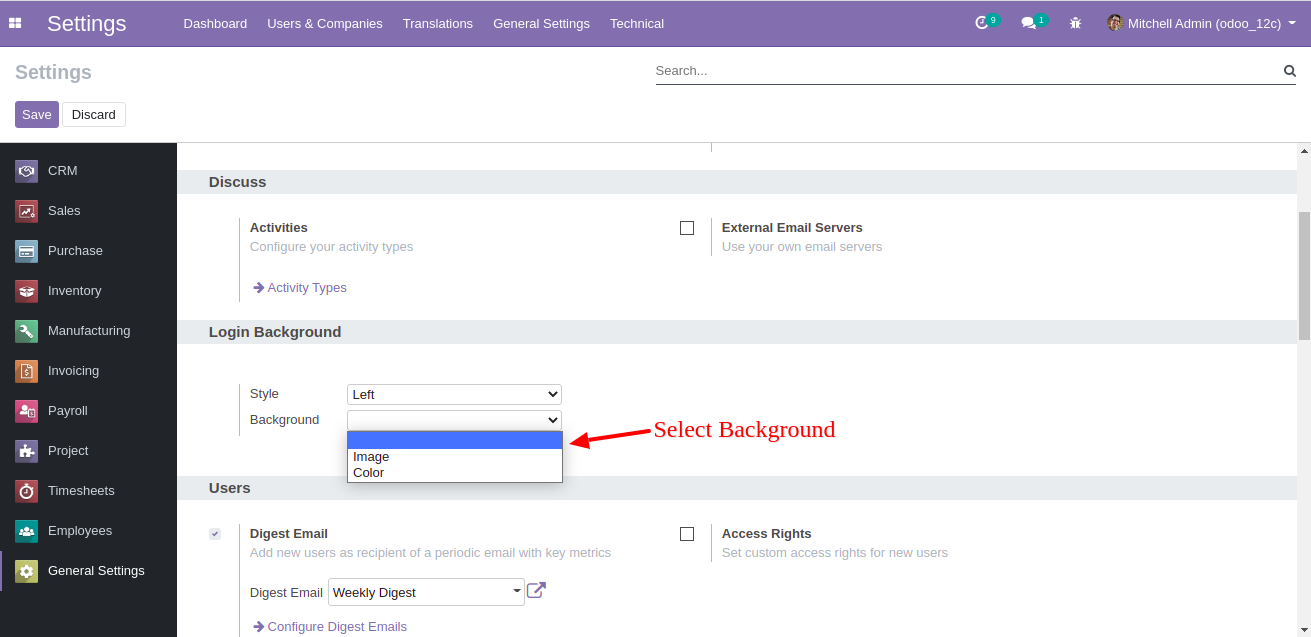 Settings Dashboard Users & Companies Translations General Settings Technical 9 1 Mitchell Admin (odoo_12c)
Settings
Search...
Save Discard
CRM
Sales
Purchase
Inventory
Manufacturing
Invoicing
Payroll
Project
Timesheets
Employees
General Settings
Discuss
Activities
Configure your activity types
Activity Types
External Email Servers
Use your own email servers
Login Background
Style Left
Background
Image
Color
Select Background
Users
Digest Email
Add new users as recipient of a periodic email with key metrics
Digest Email Weekly Digest
Configure Digest Emails
Access Rights
Set custom access rights for new users